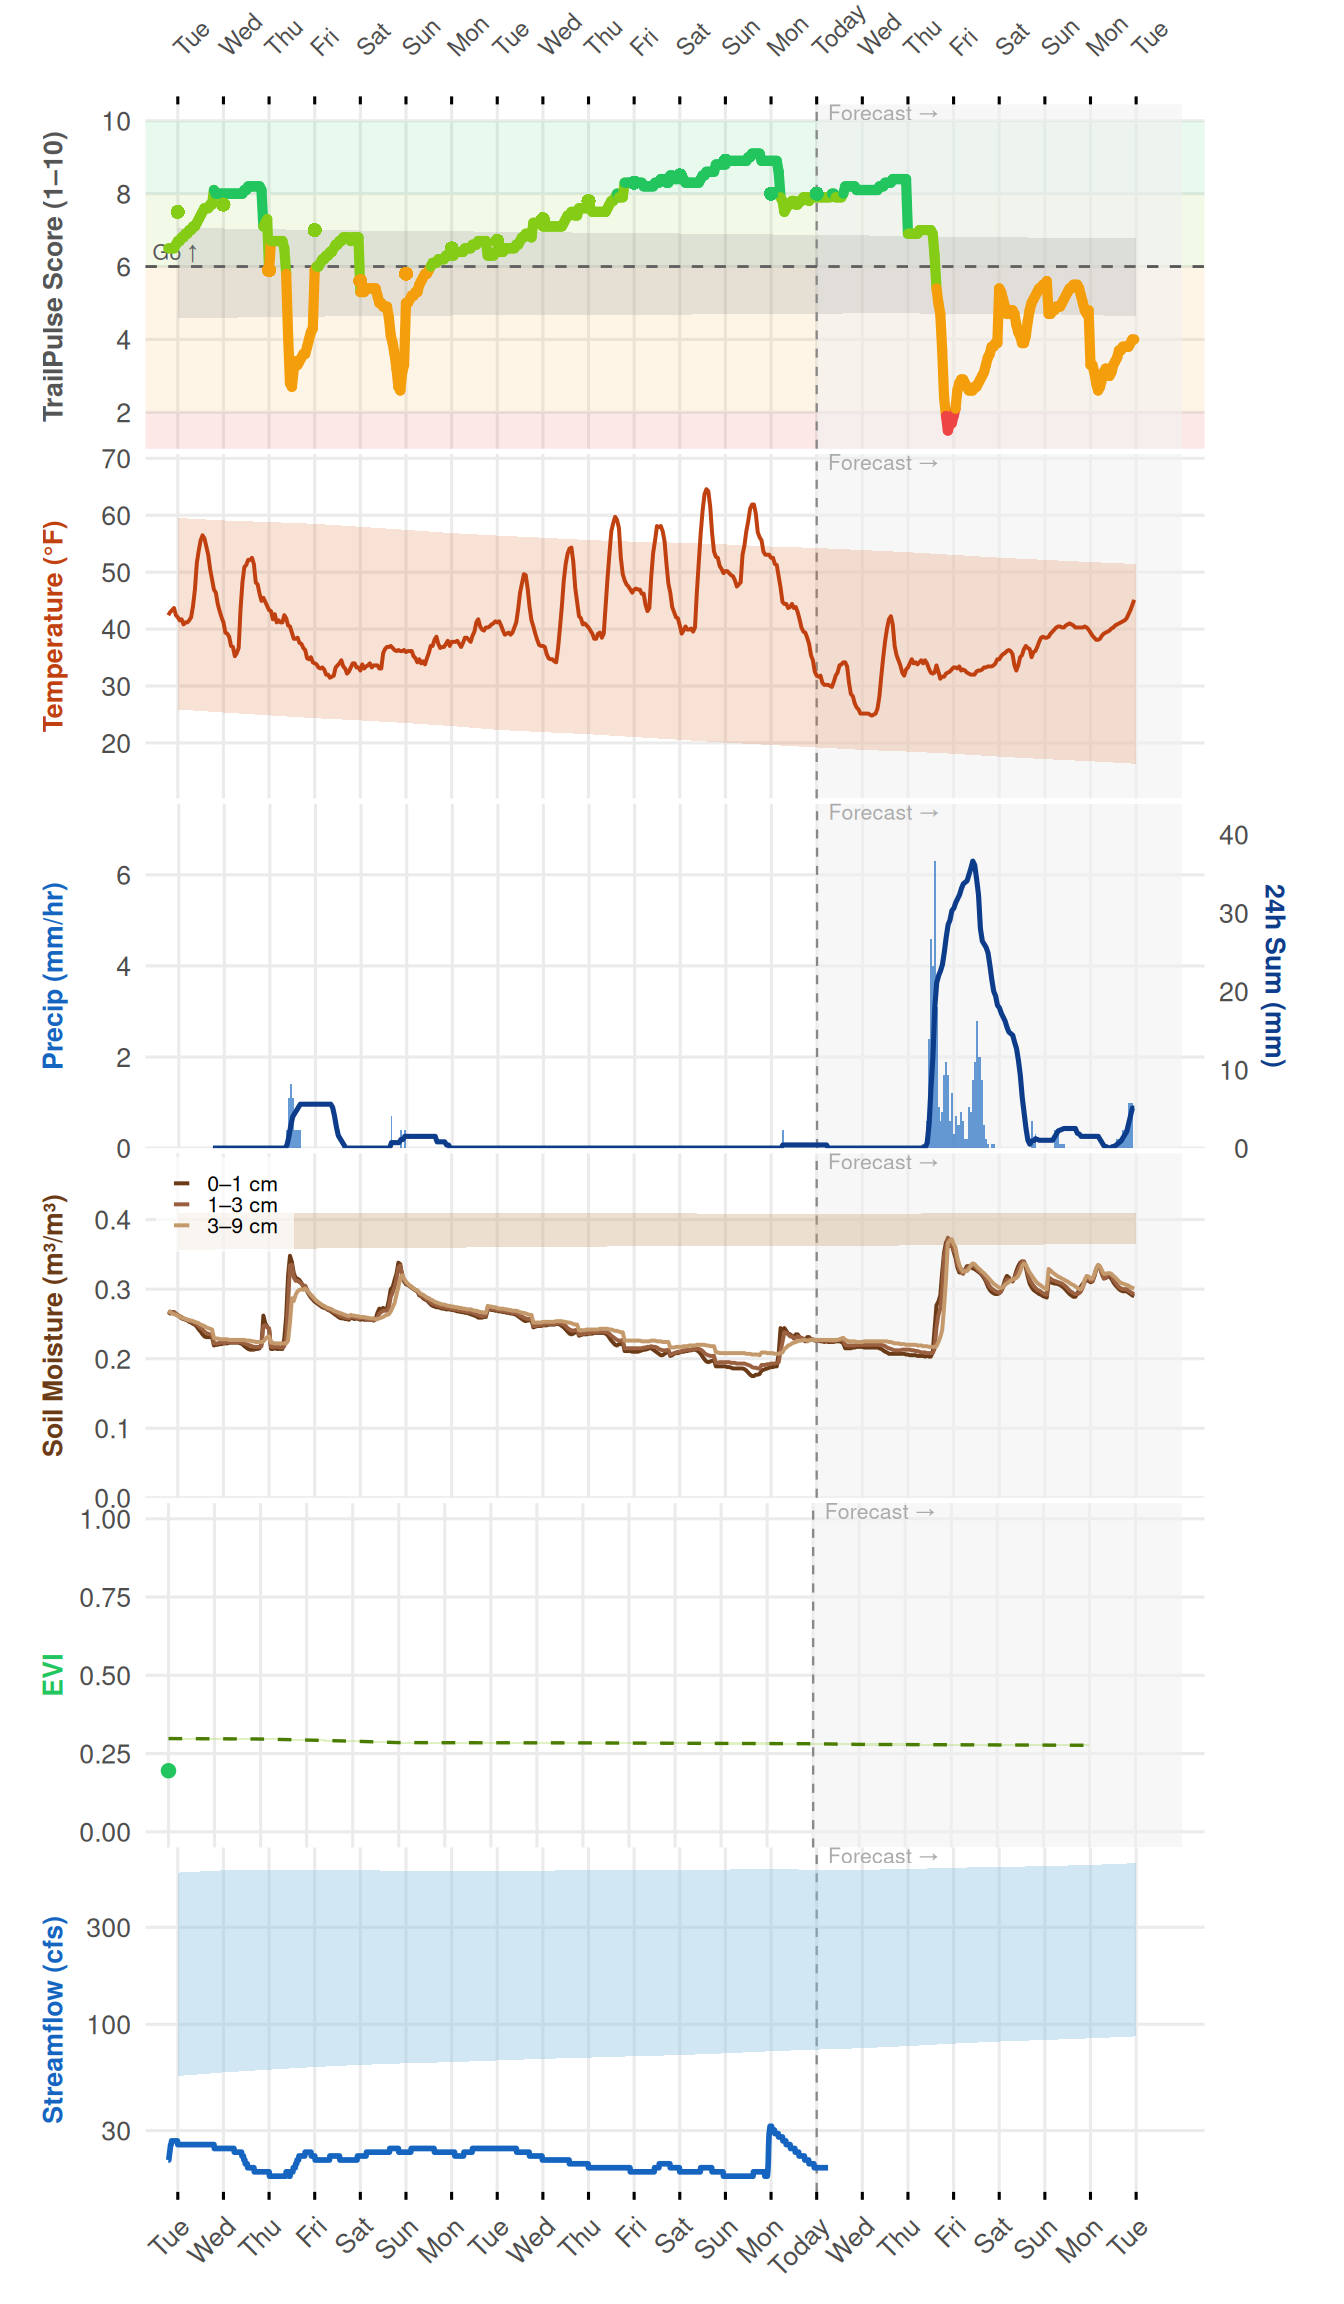 Tue Wed Thu Fri Sat Sun Mon Tue Wed Thu Fri Sat Sun Mon Today Wed Thu Fri Sat Sun Mon Tue
TrailPulse Score (1–10)
10
8
6
4
2
Go ↑
Forecast →
Temperature (°F)
70
60
50
40
30
20
Forecast →
Precip (mm/hr)
6
4
2
0
Forecast →
40
30
20
10
0
24h Sum (mm)
Soil Moisture (m³/m³)
0.4
0.3
0.2
0.1
0.0
0–1 cm
1–3 cm
3–9 cm
Forecast →
EVI
1.00
0.75
0.50
0.25
0.00
Forecast →
Streamflow (cfs)
300
100
30
Forecast →
Tue Wed Thu Fri Sat Sun Mon Tue Wed Thu Fri Sat Sun Mon Today Wed Thu Fri Sat Sun Mon Tue